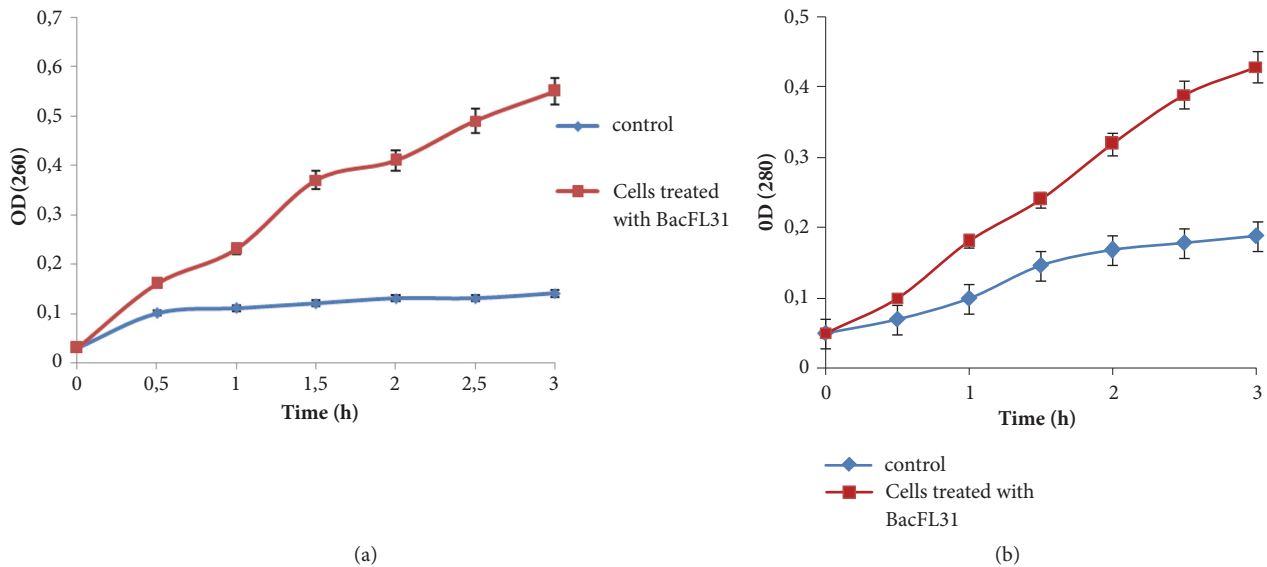 0,7
0,6
0,5
0,4
0,3
0,2
0,1
0
OD (260)
0 0,5 1 1,5 2 2,5 3
Time (h)
control
Cells treated
with BacFL31
(a)
0,5
0,4
0,3
0,2
0,1
0
0D (280)
0 1 2 3
Time (h)
control
Cells treated with
BacFL31
(b)